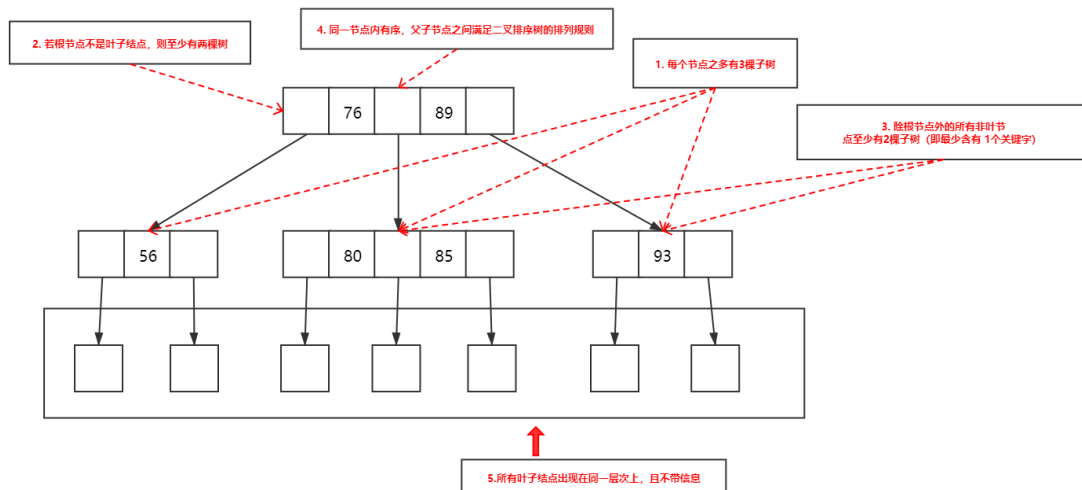 4. 同一节点内有序，父子节点之间满足二叉排序树的排列规则
2. 若根节点不是叶子结点，则至少有两棵树
1. 每个节点之多有3棵子树
76 89
3. 除根节点外的所有非叶节
点至少有2棵子树（即最少含有 1个关键字）
56 80 85 93
5.所有叶子结点出现在同一层次上，且不带信息